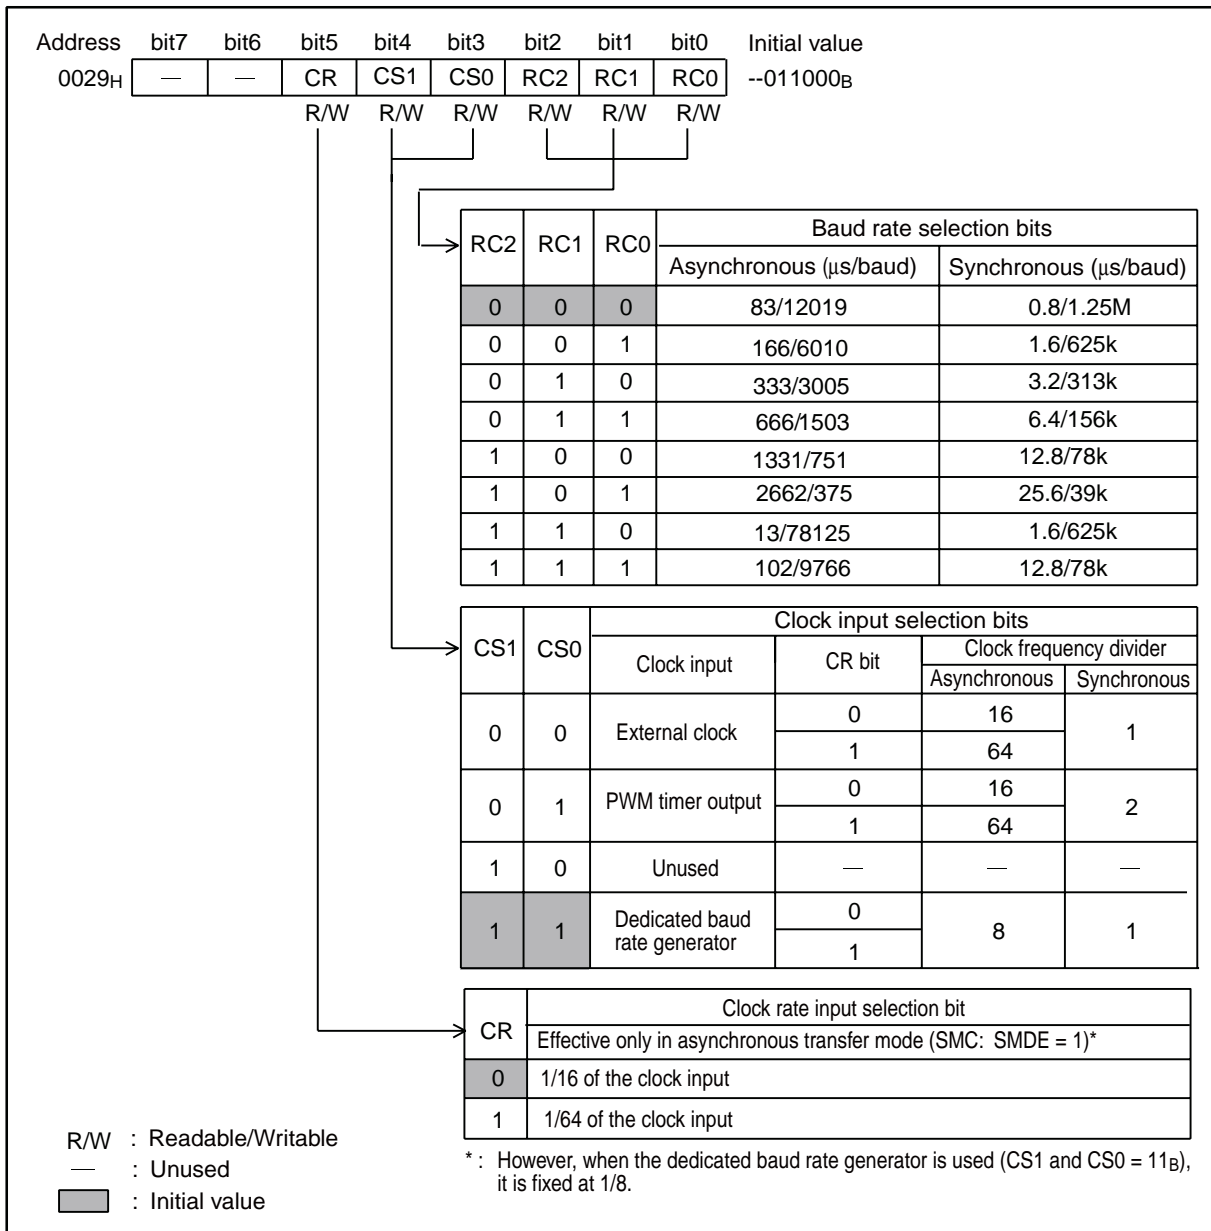 Address bit7 bit6 bit5 bit4 bit3 bit2 bit1 bit0 Initial value
0029H — — CR CS1 CS0 RC2 RC1 RC0 --011000B
R/W R/W R/W R/W R/W R/W
RC2 RC1 RC0 Baud rate selection bits
Asynchronous (μs/baud) Synchronous (μs/baud)
0 0 0 83/12019 0.8/1.25M
0 0 1 166/6010 1.6/625k
0 1 0 333/3005 3.2/313k
0 1 1 666/1503 6.4/156k
1 0 0 1331/751 12.8/78k
1 0 1 2662/375 25.6/39k
1 1 0 13/78125 1.6/625k
1 1 1 102/9766 12.8/78k
CS1 CS0 Clock input selection bits
Clock input CR bit Clock frequency divider
Asynchronous Synchronous
0 0 External clock 0 16 1
1 64
0 1 PWM timer output 0 16 2
1 64
1 0 Unused — — —
1 1 Dedicated baud rate generator 0 8 1
1
CR Clock rate input selection bit
Effective only in asynchronous transfer mode (SMC: SMDE = 1)*
0 1/16 of the clock input
1 1/64 of the clock input
R/W : Readable/Writable
— : Unused
: Initial value
* : However, when the dedicated baud rate generator is used (CS1 and CS0 = 11B),
it is fixed at 1/8.